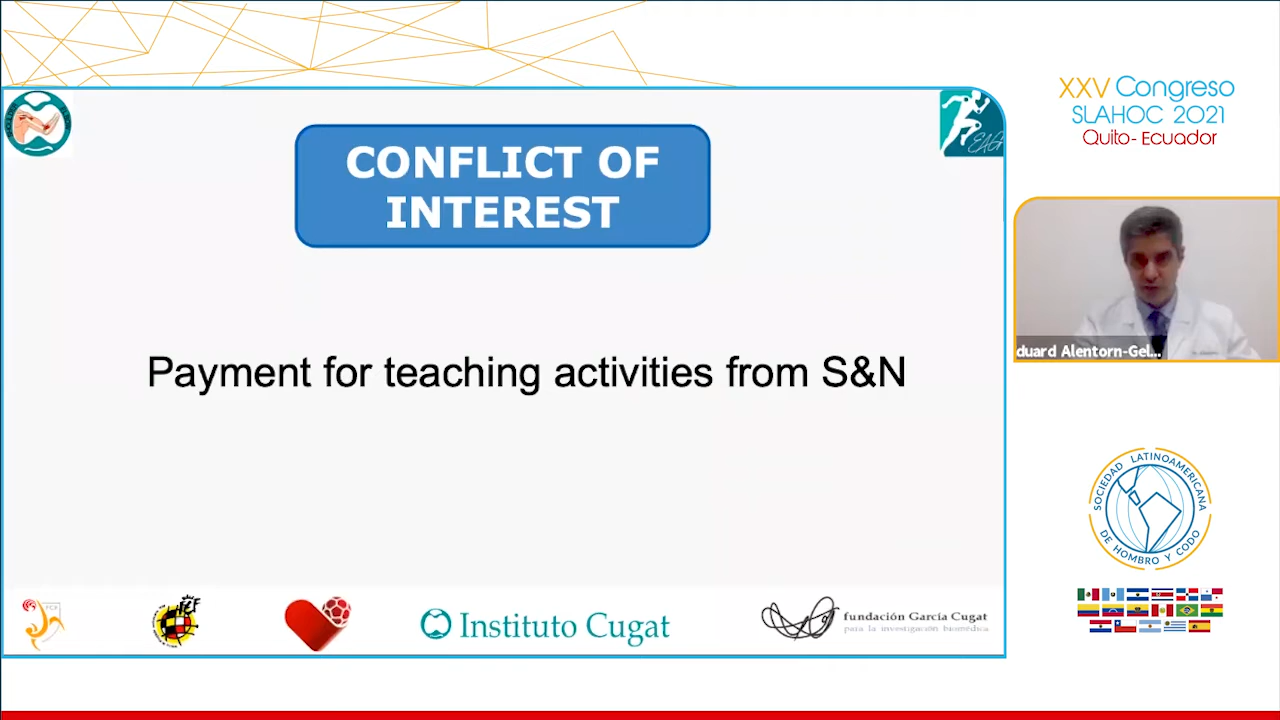 CONFLICT OF
INTEREST
Payment for teaching activities from S&N
Instituto Cugat
fundación García Cugat
para la investigación biomédica
XXV Congreso
SLAHOC 2021
Quito - Ecuador
duard Alentorn-Gel...
SOCIEDAD LATINOAMERICANA
DE HOMBRO Y CODO